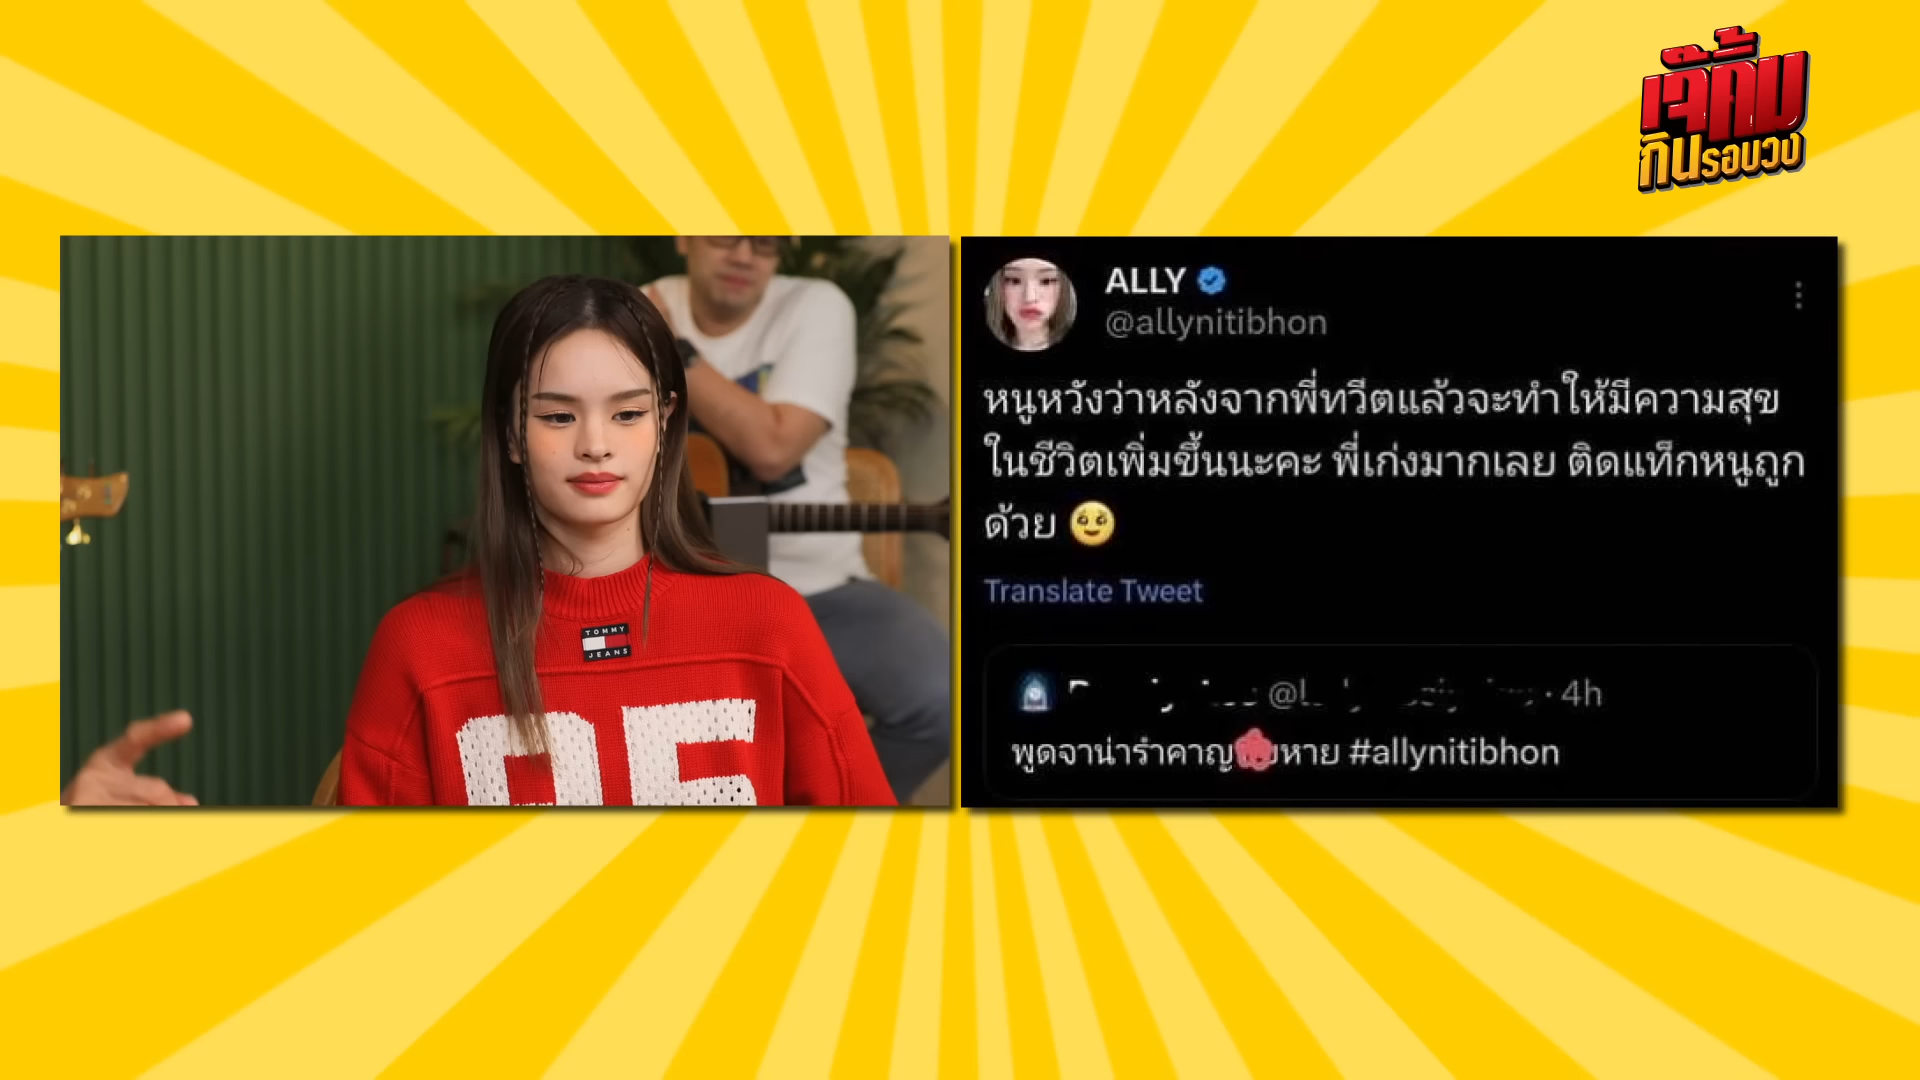 เจ๊คิ้ม
กินรอบวง
TOMMY
JEANS
95
ALLY
@allynitibhon
หนูหวังว่าหลังจากพี่ทวีตแล้วจะทำให้มีความสุข
ในชีวิตเพิ่มขึ้นนะคะ พี่เก่งมากเลย ติดแท็กหนูถูก
ด้วย
Translate Tweet
· 4h
พูดจาน่ารำคาญ หาย #allynitibhon